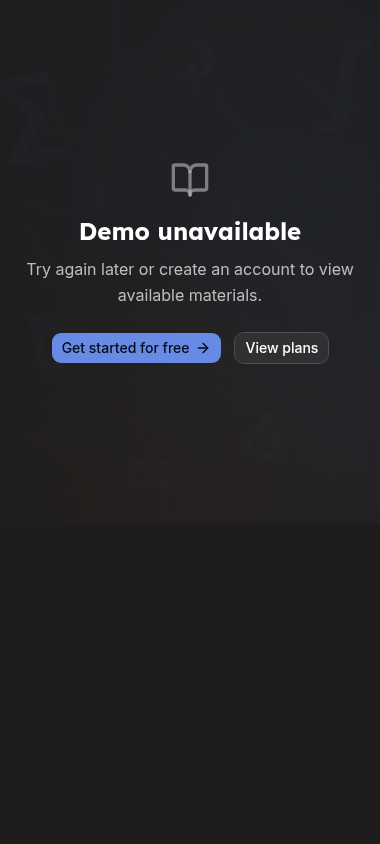 Demo unavailable
Try again later or create an account to view
available materials.
Get started for free
View plans